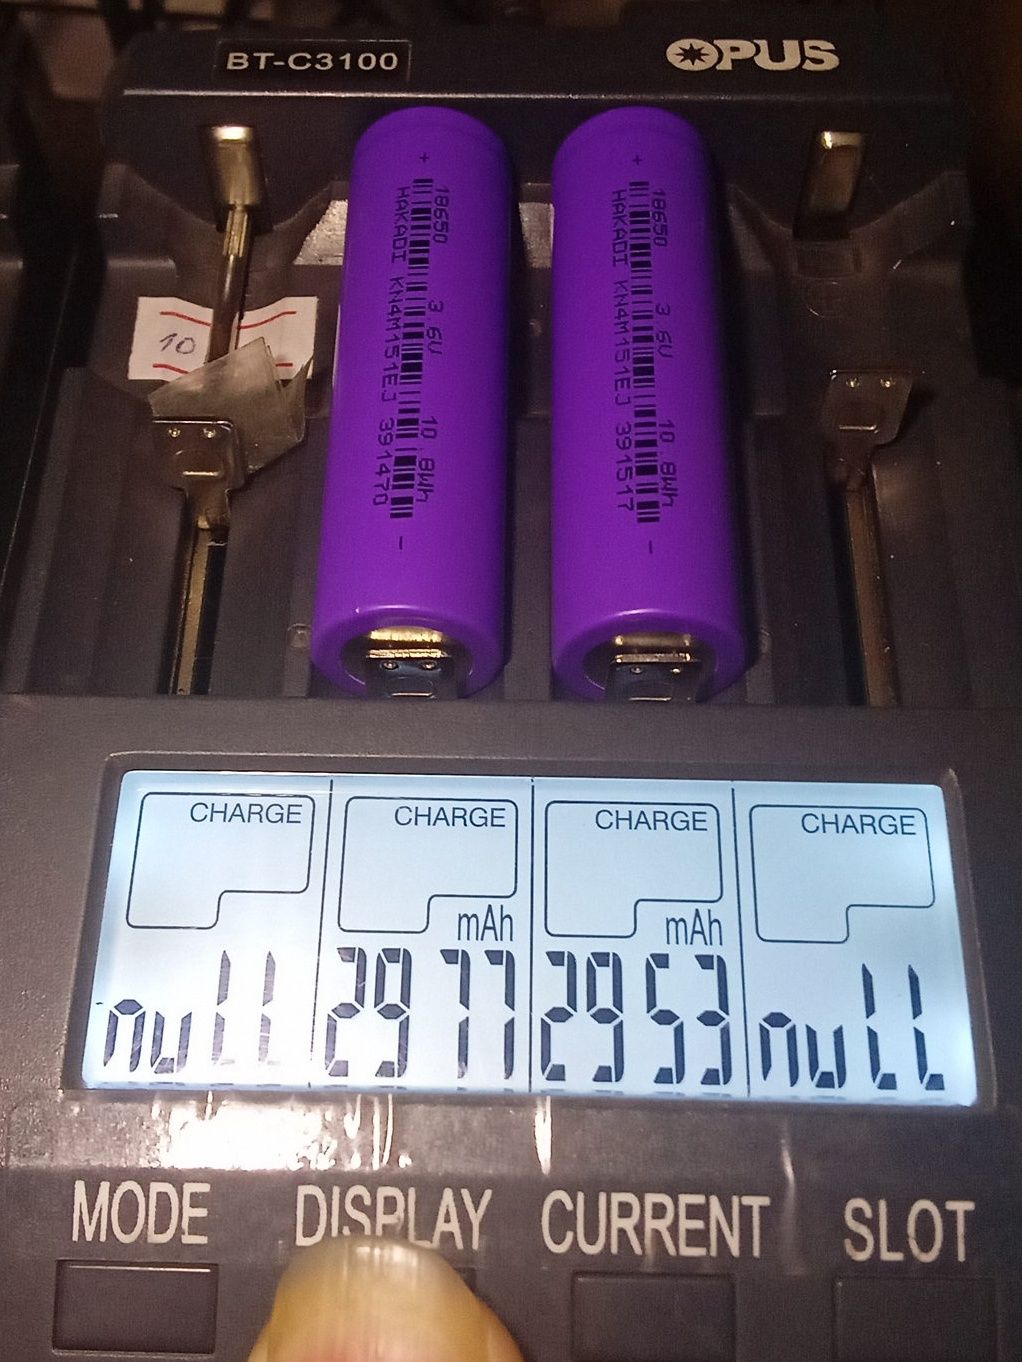 BT-C3100
OPUS
+
18650 3.6V 10.8Wh
HAKADI KN4M151EJ 391470
-
+
18650 3.6V 10.8Wh
HAKADI KN4M151EJ 391517
-
10
CHARGE CHARGE CHARGE CHARGE
mAh mAh
null 2977 2953 null
MODE DISPLAY CURRENT SLOT